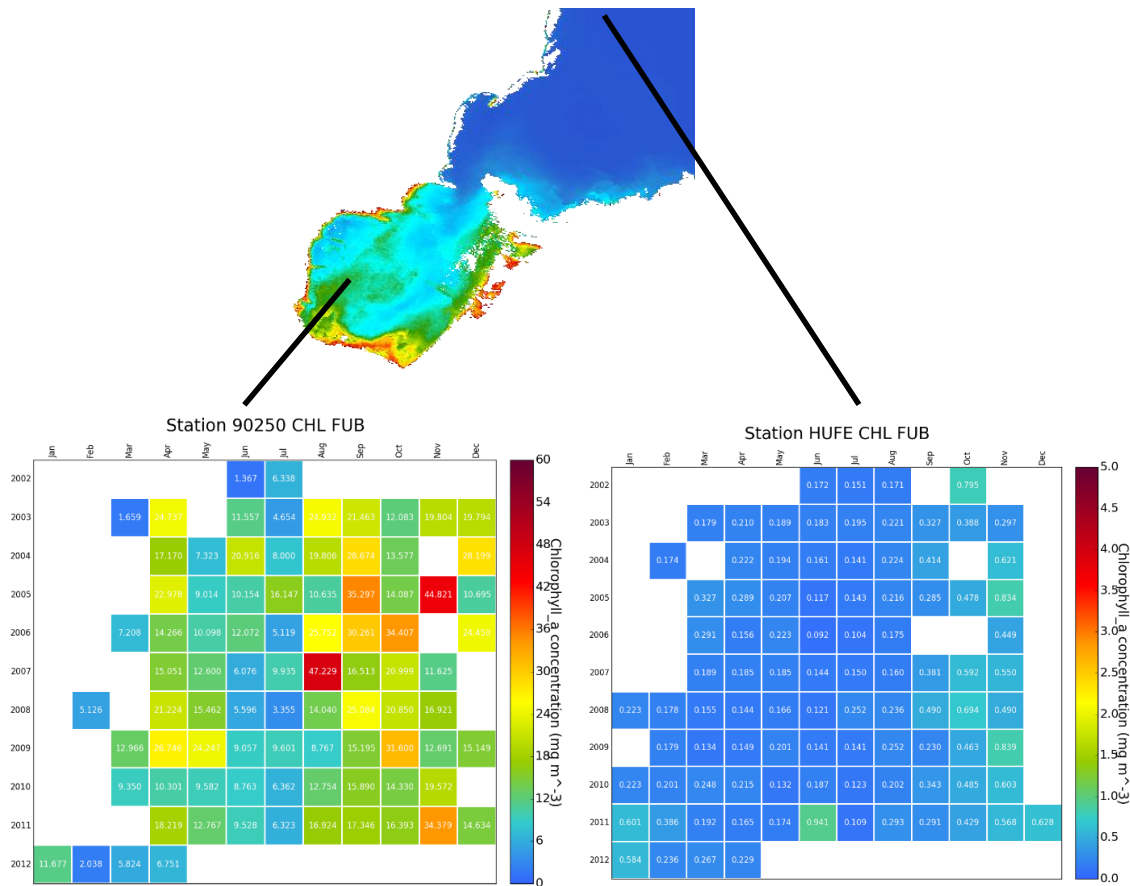 Station 90250 CHL FUB
Jan Feb Mar Apr May Jun Jul Aug Sep Oct Nov Dec
2002 1.367 6.338
2003 1.659 24.737 11.557 4.654 24.932 21.463 12.083 19.804 19.794
2004 17.170 7.323 20.916 8.000 19.806 28.674 13.577 28.199
2005 22.978 9.014 10.154 16.147 10.635 35.297 14.087 44.821 10.695
2006 7.208 14.266 10.098 12.072 5.119 30.261 34.407 24.450
2007 15.051 12.600 6.076 9.935 47.229 16.513 20.999 11.625
2008 5.126 21.224 15.462 5.596 3.355 14.040 25.084 20.850 16.921
2009 12.966 26.746 24.247 9.057 9.601 8.767 15.195 31.600 12.691 15.149
2010 9.350 10.301 9.582 8.763 6.362 12.754 15.890 14.330 19.572
2011 18.219 12.767 9.528 6.323 16.924 17.346 16.393 34.379 14.634
2012 11.677 2.038 5.824 6.751
60
54
48
42
36
30
24
18
12
6
0
Chlorophyll_a concentration (mg m^-3)
Station HUFE CHL FUB
Jan Feb Mar Apr May Jun Jul Aug Sep Oct Nov Dec
2002 0.172 0.151 0.171 0.795
2003 0.179 0.210 0.189 0.183 0.195 0.221 0.327 0.388 0.297
2004 0.174 0.222 0.194 0.161 0.141 0.224 0.414 0.621
2005 0.327 0.289 0.207 0.117 0.143 0.216 0.285 0.478 0.834
2006 0.291 0.156 0.223 0.092 0.104 0.175 0.449
2007 0.189 0.185 0.185 0.144 0.150 0.160 0.381 0.592 0.550
2008 0.223 0.178 0.155 0.144 0.166 0.121 0.252 0.236 0.490 0.694 0.490
2009 0.179 0.134 0.149 0.201 0.141 0.141 0.252 0.230 0.463 0.839
2010 0.223 0.201 0.248 0.215 0.132 0.187 0.123 0.202 0.343 0.485 0.603
2011 0.601 0.386 0.192 0.165 0.174 0.941 0.109 0.293 0.291 0.429 0.568 0.628
2012 0.584 0.236 0.267 0.229
5.0
4.5
4.0
3.5
3.0
2.5
2.0
1.5
1.0
0.5
0.0
Chlorophyll_a concentration (mg m^-3)